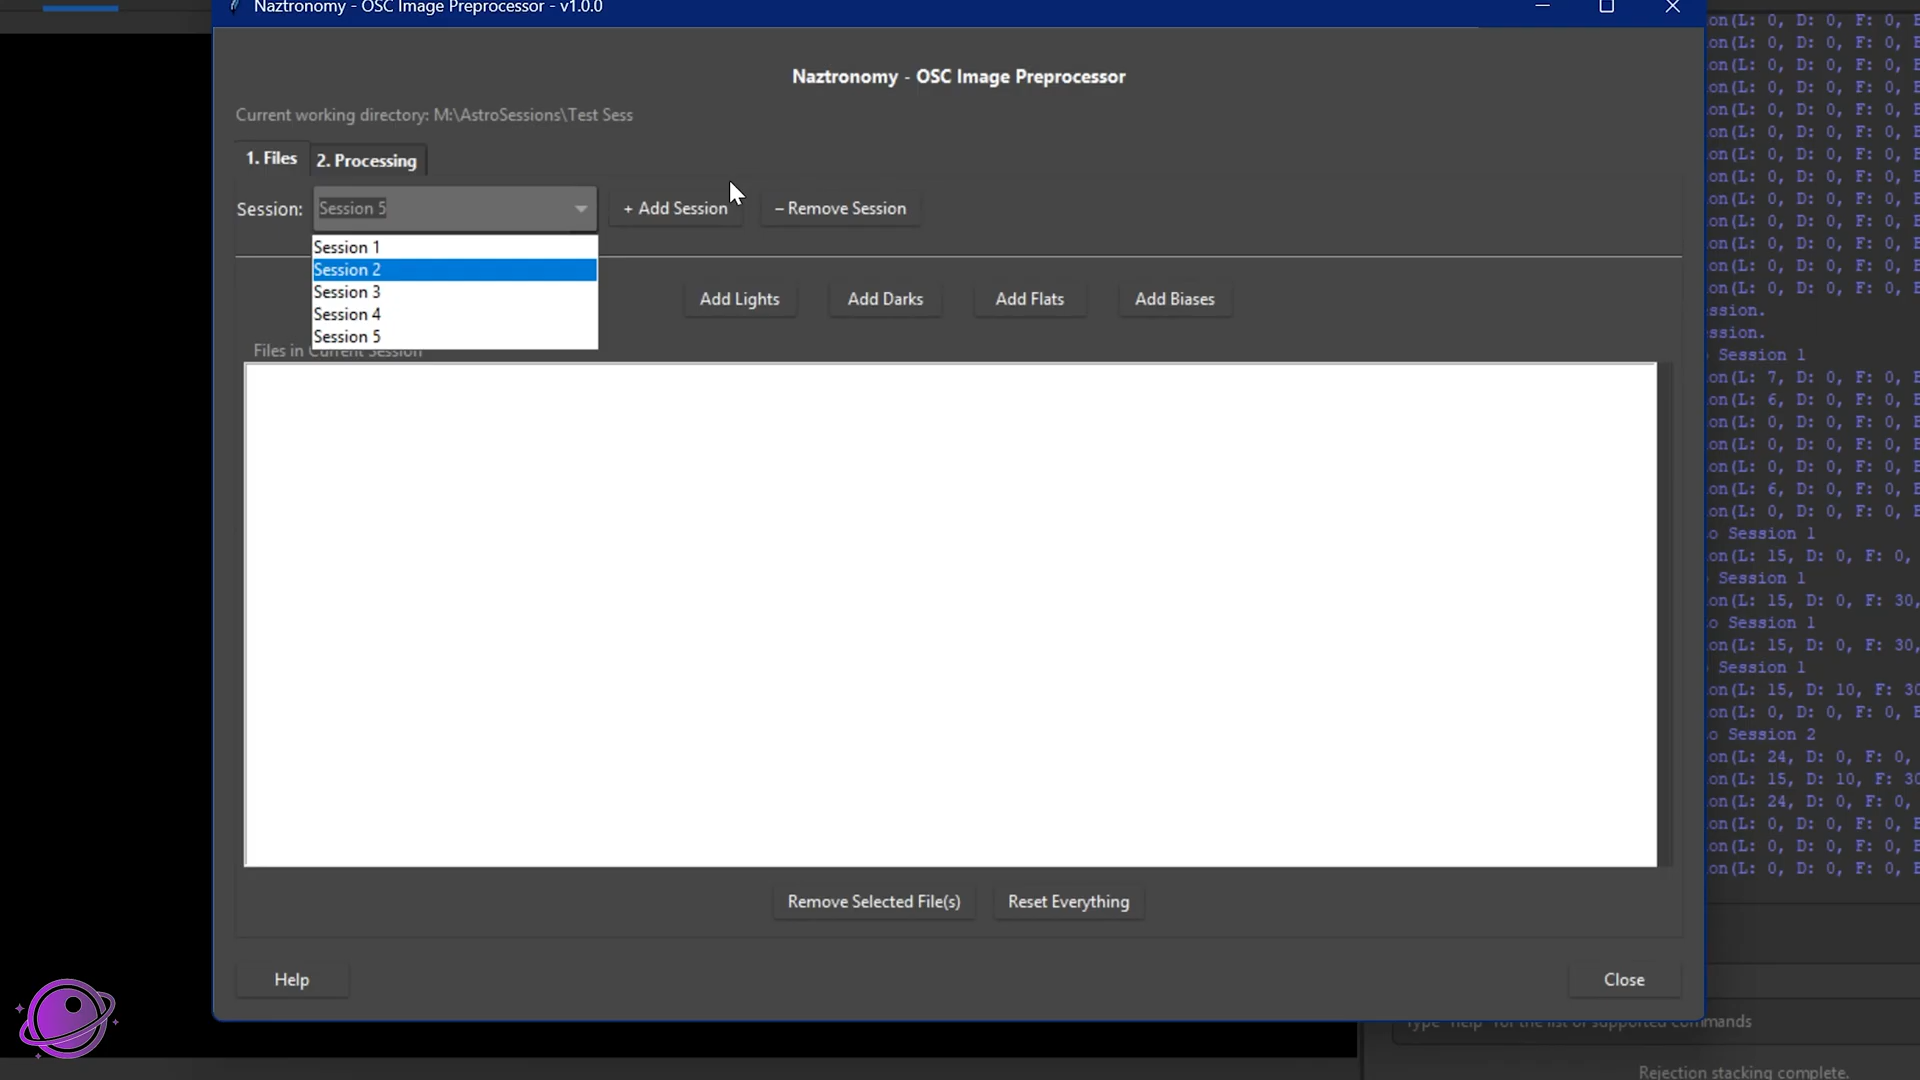 Naztronomy - OSC Image Preprocessor - v1.0.0
Naztronomy - OSC Image Preprocessor
Current working directory: M:\AstroSessions\Test Sess
1. Files
2. Processing
Session:
Session 5
+ Add Session
– Remove Session
Session 1
Session 2
Session 3
Session 4
Session 5
Add Lights
Add Darks
Add Flats
Add Biases
Files in Current Session
Remove Selected File(s)
Reset Everything
Help
Close
on(L: 0, D: 0, F: 0,
on(L: 0, D: 0, F: 0,
on(L: 0, D: 0, F: 0,
on(L: 0, D: 0, F: 0,
on(L: 0, D: 0, F: 0,
on(L: 0, D: 0, F: 0,
on(L: 0, D: 0, F: 0,
on(L: 0, D: 0, F: 0,
on(L: 0, D: 0, F: 0,
on(L: 0, D: 0, F: 0,
on(L: 0, D: 0, F: 0,
on(L: 0, D: 0, F: 0,
on(L: 0, D: 0, F: 0,
ssion.
ssion.
Session 1
on(L: 7, D: 0, F: 0,
on(L: 6, D: 0, F: 0,
on(L: 0, D: 0, F: 0,
on(L: 0, D: 0, F: 0,
on(L: 0, D: 0, F: 0,
on(L: 6, D: 0, F: 0,
on(L: 0, D: 0, F: 0,
o Session 1
on(L: 15, D: 0, F: 0,
Session 1
on(L: 15, D: 0, F: 30,
o Session 1
on(L: 15, D: 0, F: 30,
Session 1
on(L: 15, D: 10, F: 30
on(L: 0, D: 0, F: 0,
o Session 2
on(L: 24, D: 0, F: 0,
on(L: 15, D: 10, F: 30
on(L: 24, D: 0, F: 0,
on(L: 0, D: 0, F: 0,
on(L: 0, D: 0, F: 0,
on(L: 0, D: 0, F: 0,
Type "help" for the list of supported commands
Rejection stacking complete.